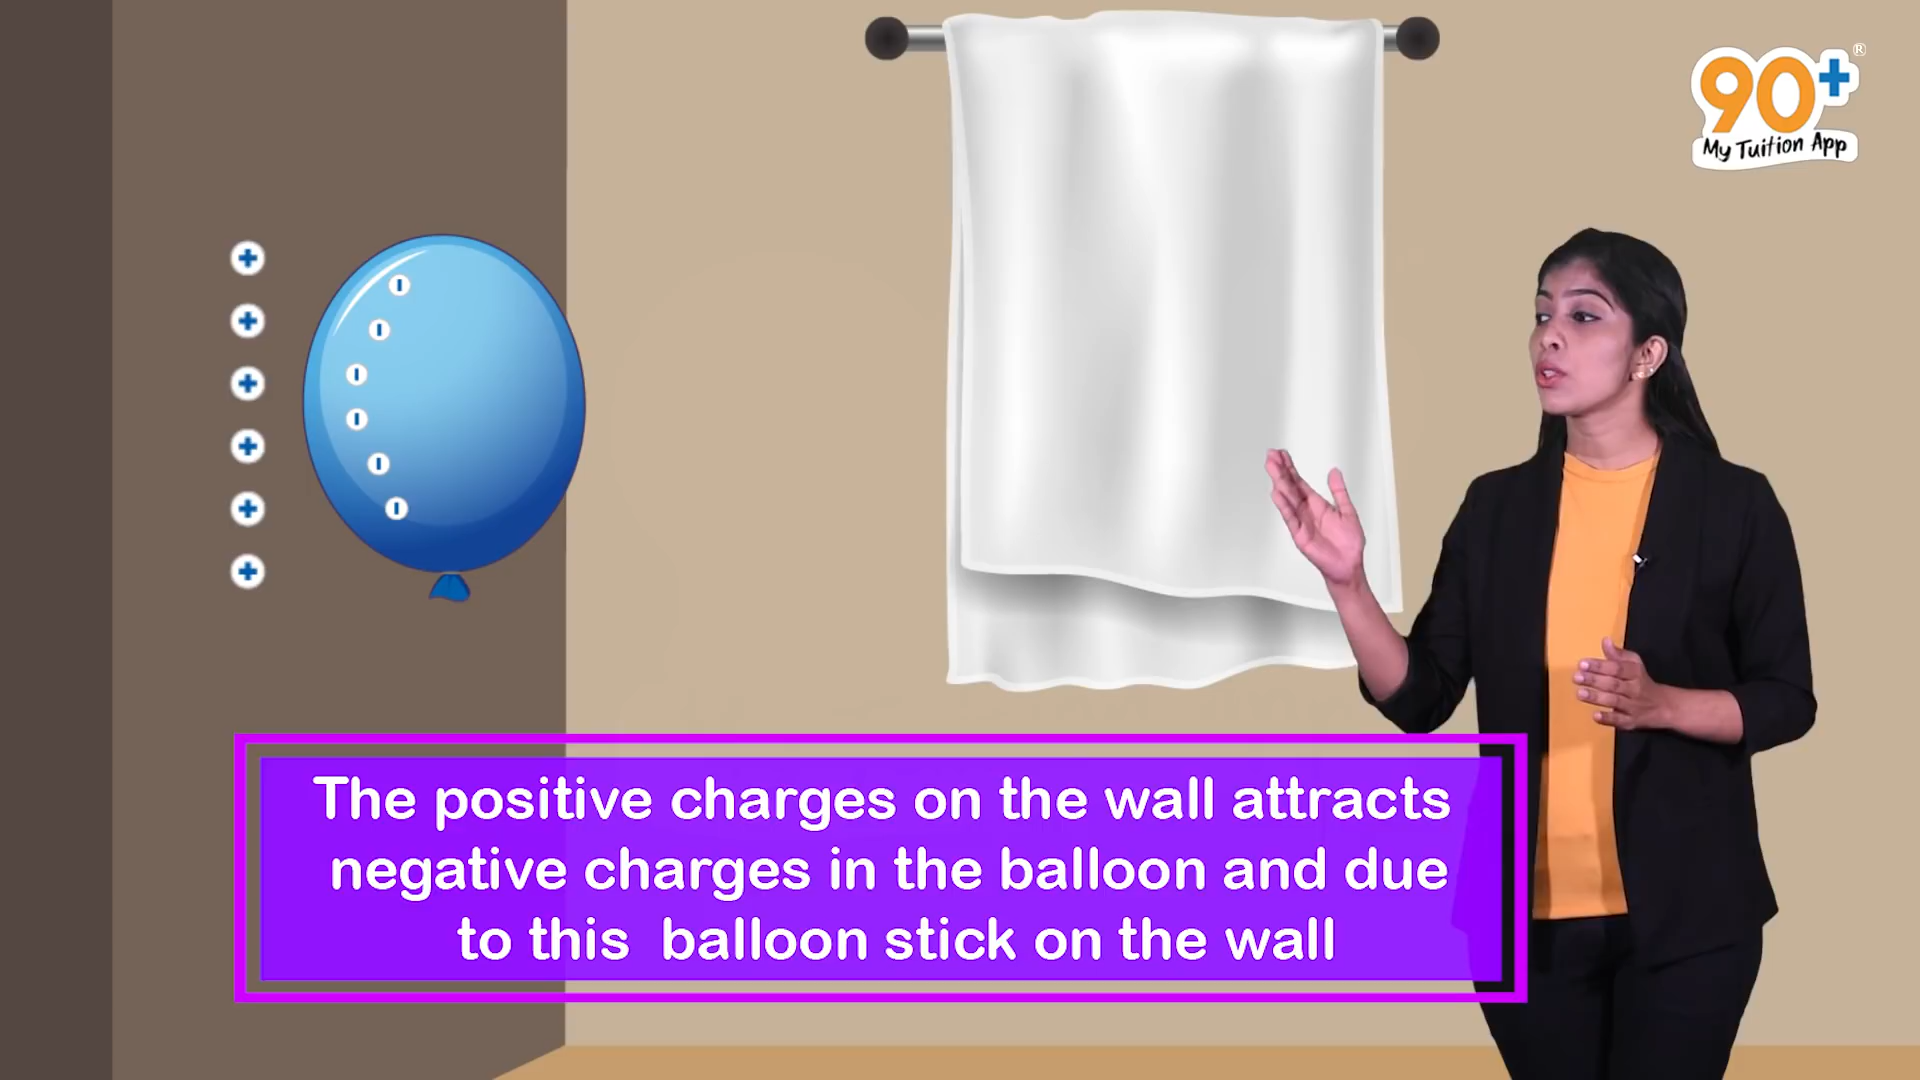 90+®
My Tuition App
The positive charges on the wall attracts
negative charges in the balloon and due
to this balloon stick on the wall